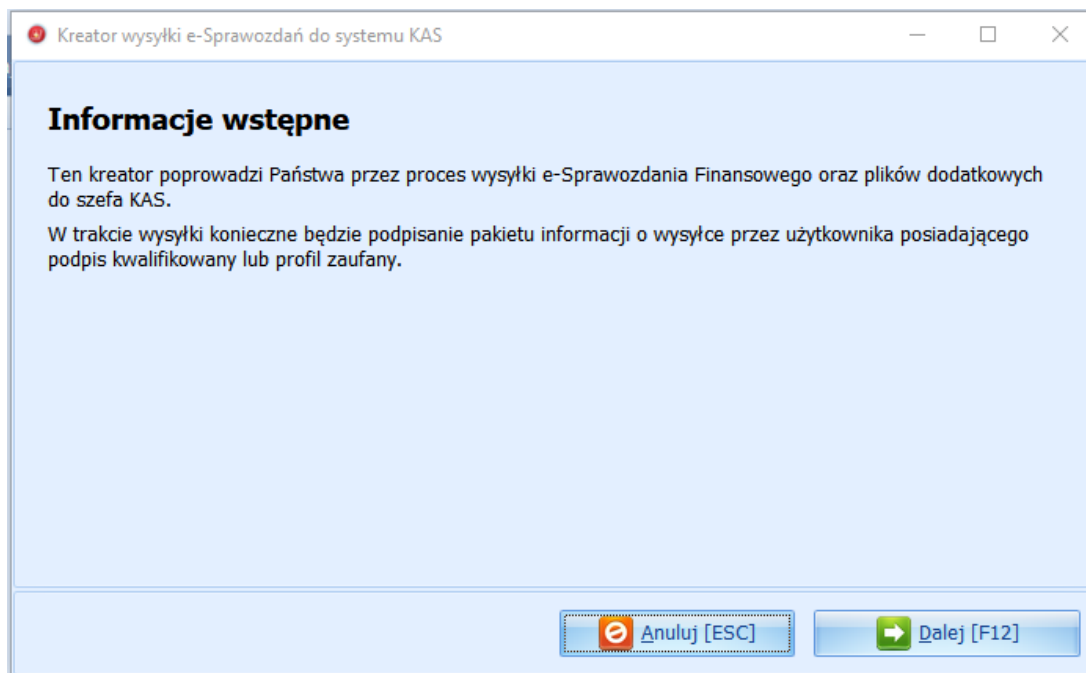 Kreator wysyłki e-Sprawozdań do systemu KAS
Informacje wstępne
Ten kreator poprowadzi Państwa przez proces wysyłki e-Sprawozdania Finansowego oraz plików dodatkowych
do szefa KAS.
W trakcie wysyłki konieczne będzie podpisanie pakietu informacji o wysyłce przez użytkownika posiadającego
podpis kwalifikowany lub profil zaufany.
Anuluj [ESC]
Dalej [F12]